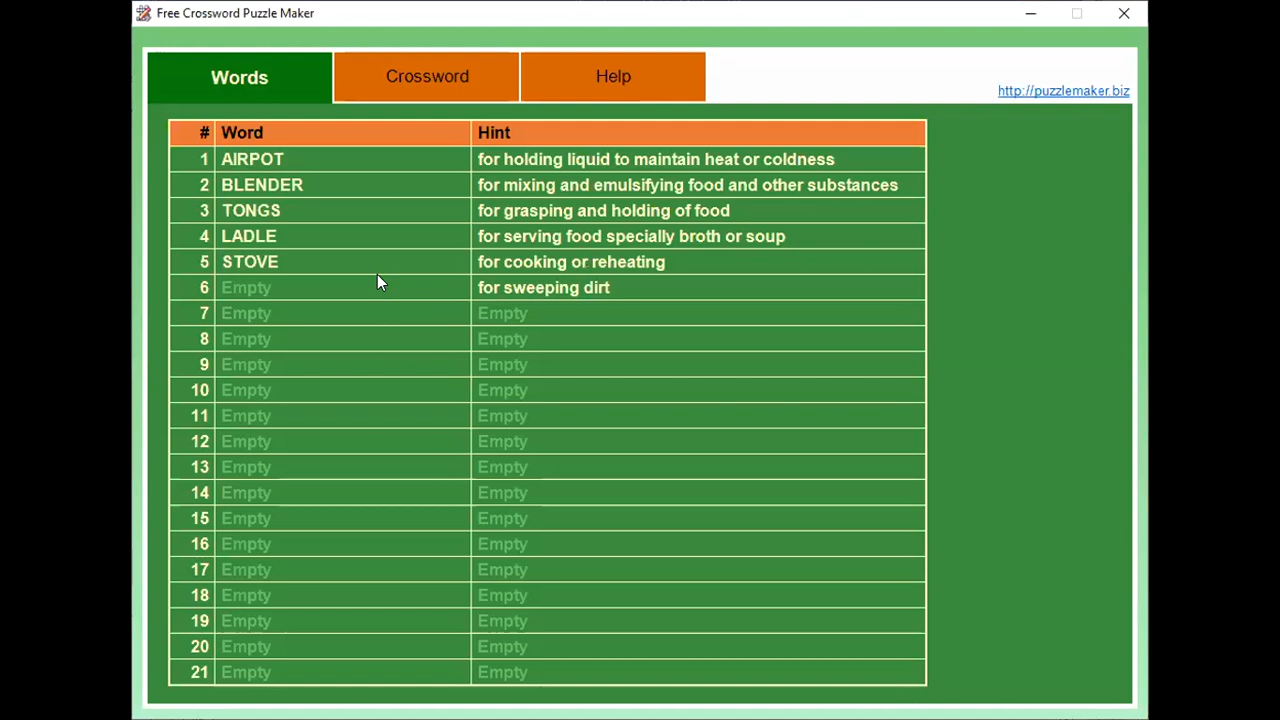 Free Crossword Puzzle Maker
Words Crossword Help
http://puzzlemaker.biz
# Word Hint
1 AIRPOT for holding liquid to maintain heat or coldness
2 BLENDER for mixing and emulsifying food and other substances
3 TONGS for grasping and holding of food
4 LADLE for serving food specially broth or soup
5 STOVE for cooking or reheating
6 Empty for sweeping dirt
7 Empty Empty
8 Empty Empty
9 Empty Empty
10 Empty Empty
11 Empty Empty
12 Empty Empty
13 Empty Empty
14 Empty Empty
15 Empty Empty
16 Empty Empty
17 Empty Empty
18 Empty Empty
19 Empty Empty
20 Empty Empty
21 Empty Empty